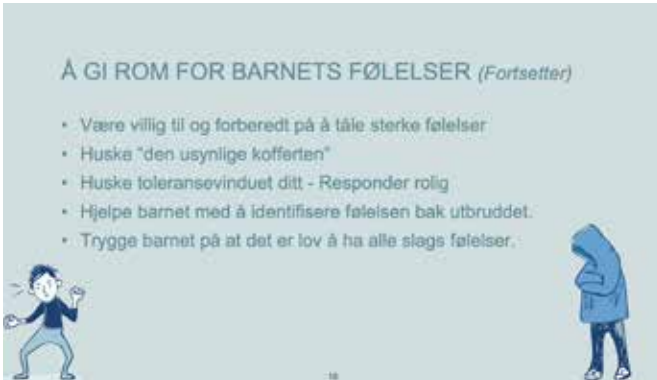 Å GI ROM FOR BARNETS FØLELSER (Fortsetter)
• Være villig til og forberedt på å tåle sterke følelser
• Huske "den usynlige kofferten"
• Huske toleransevinduet ditt - Responder rolig
• Hjelpe barnet med å identifisere følelsen bak utbruddet.
• Trygge barnet på at det er lov å ha alle slags følelser.